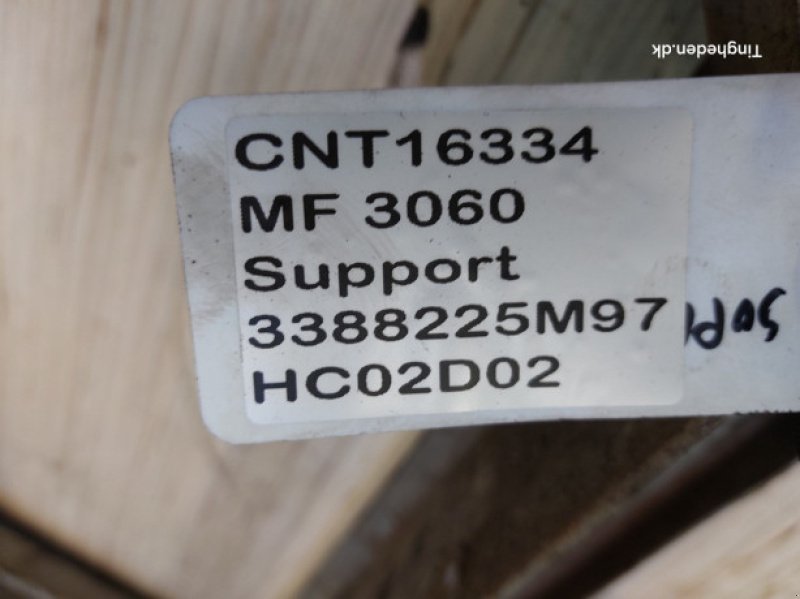 Tingheden.dk
CNT16334
MF 3060
Support
3388225M97
HC02D02